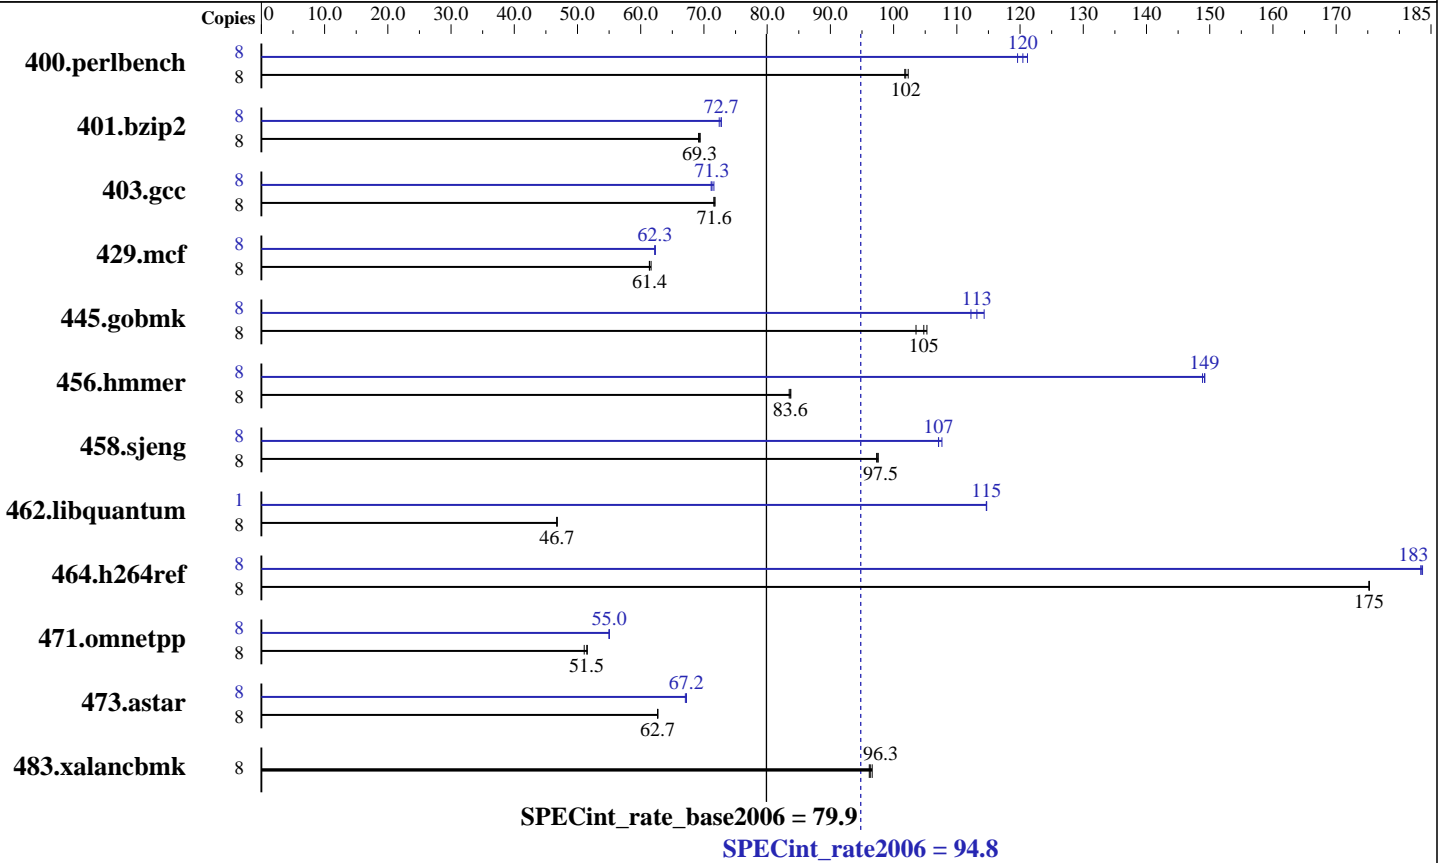 Copies 0 10.0 20.0 30.0 40.0 50.0 60.0 70.0 80.0 90.0 100 110 120 130 140 150 160 170 185
400.perlbench 8 120
8 102
401.bzip2 8 72.7
8 69.3
403.gcc 8 71.3
8 71.6
429.mcf 8 62.3
8 61.4
445.gobmk 8 113
8 105
456.hmmer 8 149
8 83.6
458.sjeng 8 107
8 97.5
462.libquantum 1 115
8 46.7
464.h264ref 8 183
8 175
471.omnetpp 8 55.0
8 51.5
473.astar 8 67.2
8 62.7
483.xalancbmk 8 96.3
SPECint_rate_base2006 = 79.9
SPECint_rate2006 = 94.8